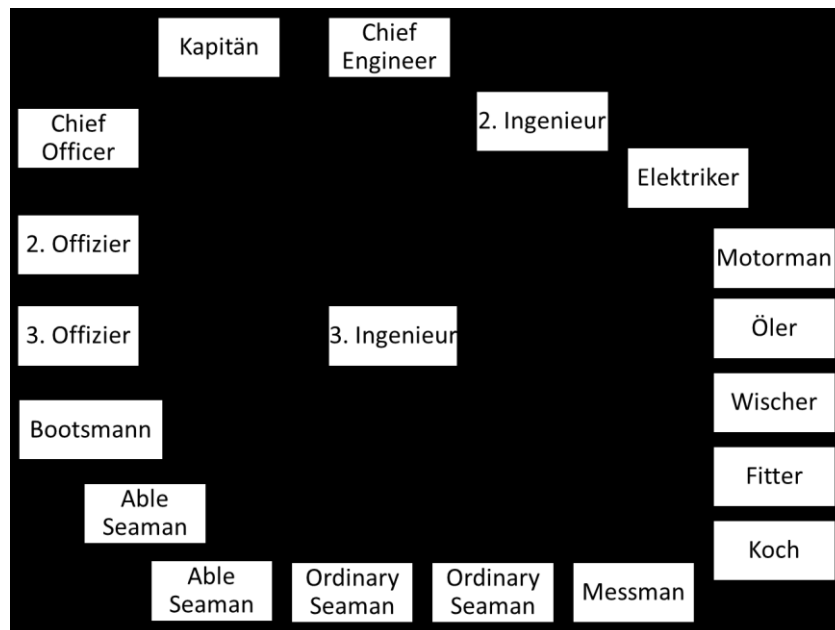 Kapitän
Chief
Engineer
2. Ingenieur
Chief
Officer
Elektriker
2. Offizier
Motorman
3. Offizier
3. Ingenieur
Öler
Wischer
Bootsmann
Fitter
Able
Seaman
Koch
Able
Seaman
Ordinary
Seaman
Ordinary
Seaman
Messman